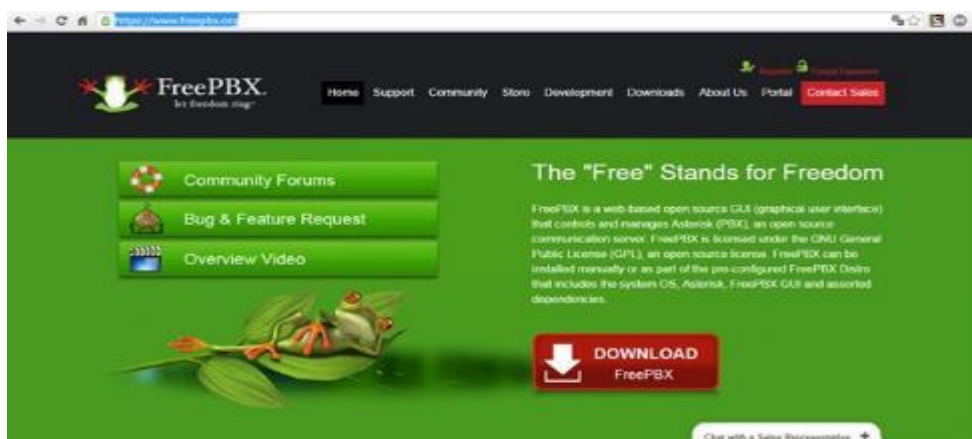 https://www.freepbx.org
FreePBX.
let freedom ring™
Register Forgot Password
Home Support Community Store Development Downloads About Us Portal Contact Sales
Community Forums
Bug & Feature Request
Overview Video
The "Free" Stands for Freedom
FreePBX is a web-based open source GUI (graphical user interface)
that controls and manages Asterisk (PBX), an open source
communication server. FreePBX is licensed under the GNU General
Public License (GPL), an open source license. FreePBX can be
installed manually or as part of the pre-configured FreePBX Distro
that includes the system OS, Asterisk, FreePBX GUI and assorted
dependencies.
DOWNLOAD
FreePBX
Chat with a Sales Representative +